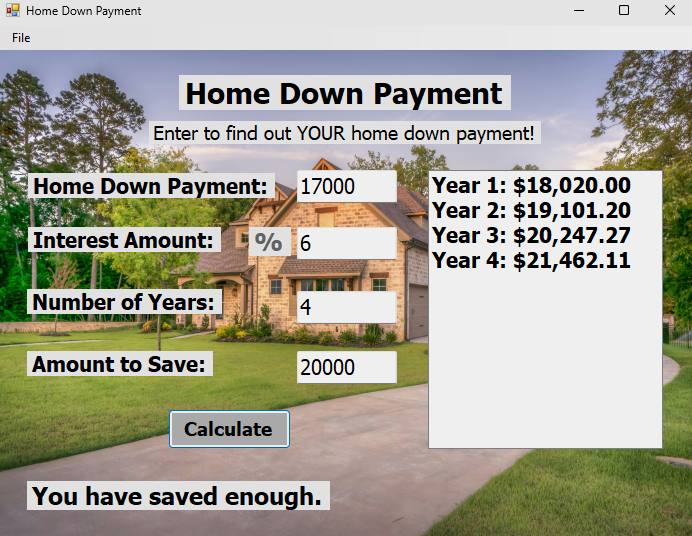 Home Down Payment
File
Home Down Payment
Enter to find out YOUR home down payment!
Home Down Payment: 17000
Interest Amount: % 6
Number of Years: 4
Amount to Save: 20000
Calculate
Year 1: $18,020.00
Year 2: $19,101.20
Year 3: $20,247.27
Year 4: $21,462.11
You have saved enough.